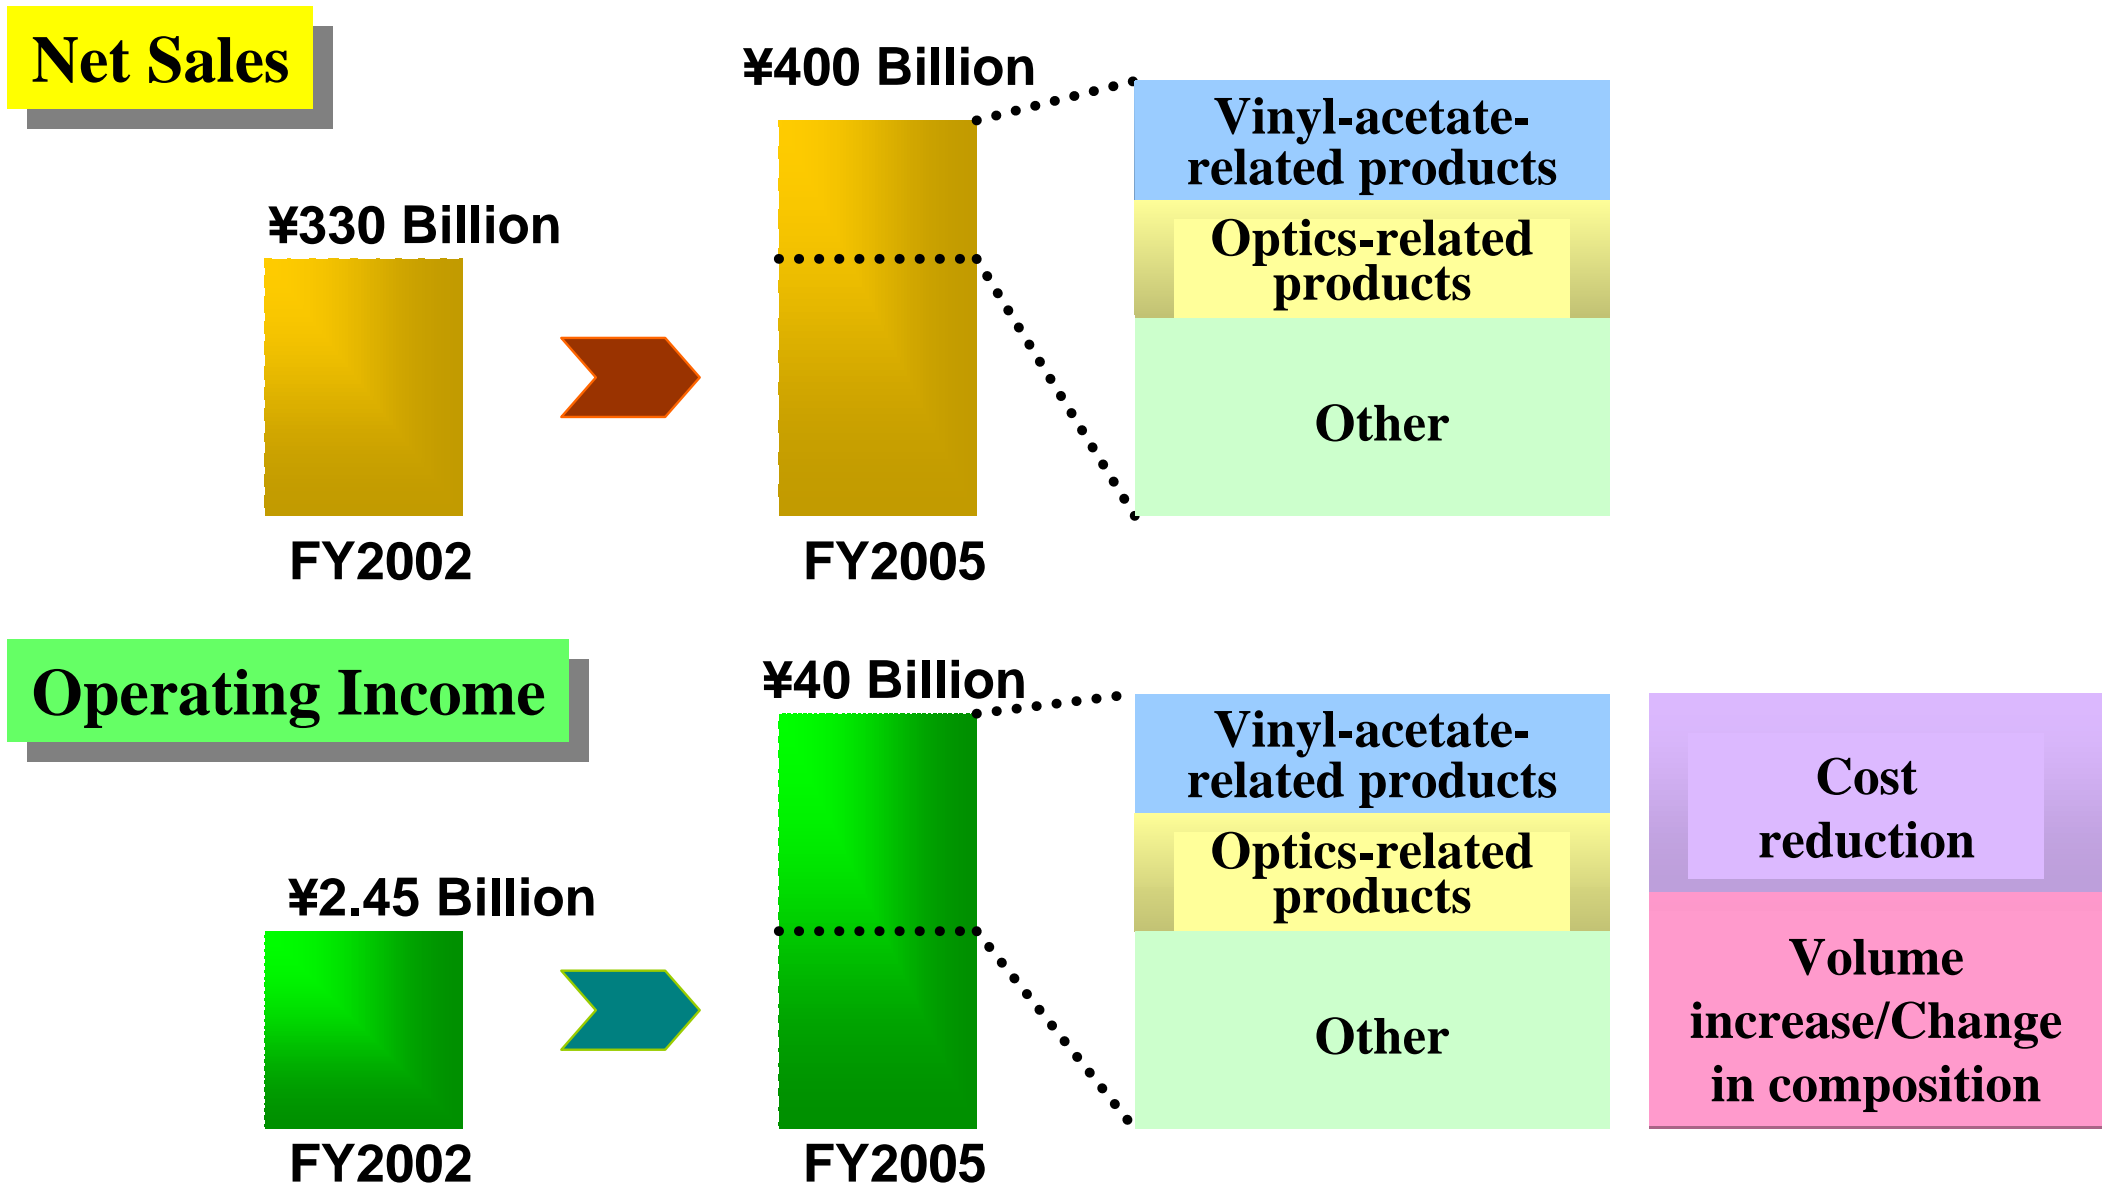 Net Sales
¥400 Billion
¥330 Billion
Vinyl-acetate-
related products
Optics-related
products
Other
FY2002
FY2005
Operating Income
¥40 Billion
¥2.45 Billion
Vinyl-acetate-
related products
Optics-related
products
Other
Cost
reduction
Volume
increase/Change
in composition
FY2002
FY2005